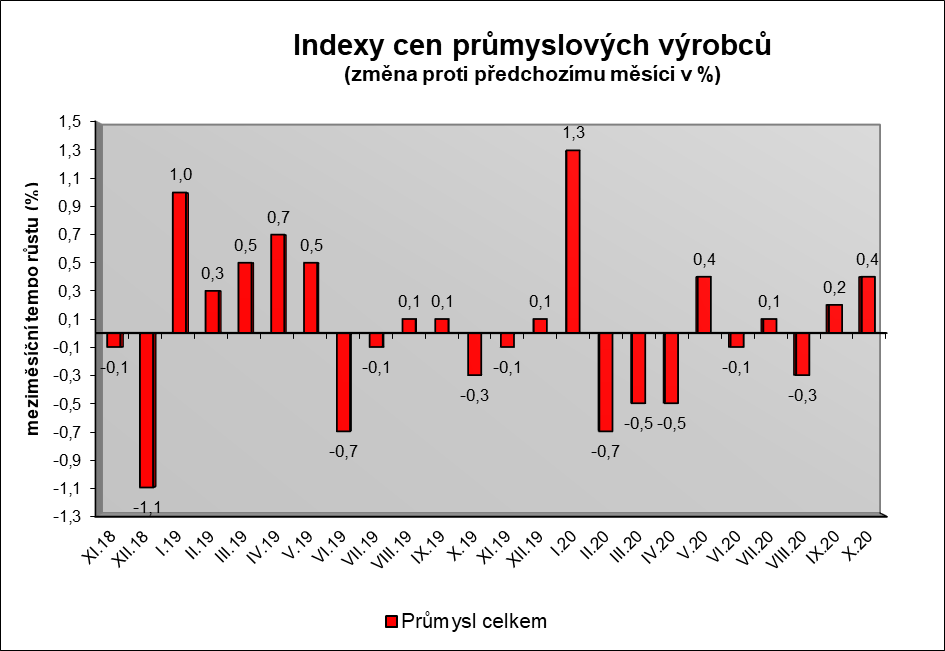 Indexy cen průmyslových výrobců
(změna proti předchozímu měsíci v %)
meziměsíční tempo růstu (%)
1,5
1,3
1,1
0,9
0,7
0,5
0,3
0,1
-0,1
-0,3
-0,5
-0,7
-0,9
-1,1
-1,3
-0,1
-1,1
1,0
0,3
0,5
0,7
0,5
-0,7
-0,1
0,1
0,1
-0,3
-0,1
0,1
1,3
-0,7
-0,5
-0,5
0,4
-0,1
0,1
-0,3
0,2
0,4
XI.18
XII.18
I.19
II.19
III.19
IV.19
V.19
VI.19
VII.19
VIII.19
IX.19
X.19
XI.19
XII.19
I.20
II.20
III.20
IV.20
V.20
VI.20
VII.20
VIII.20
IX.20
X.20
Průmysl celkem